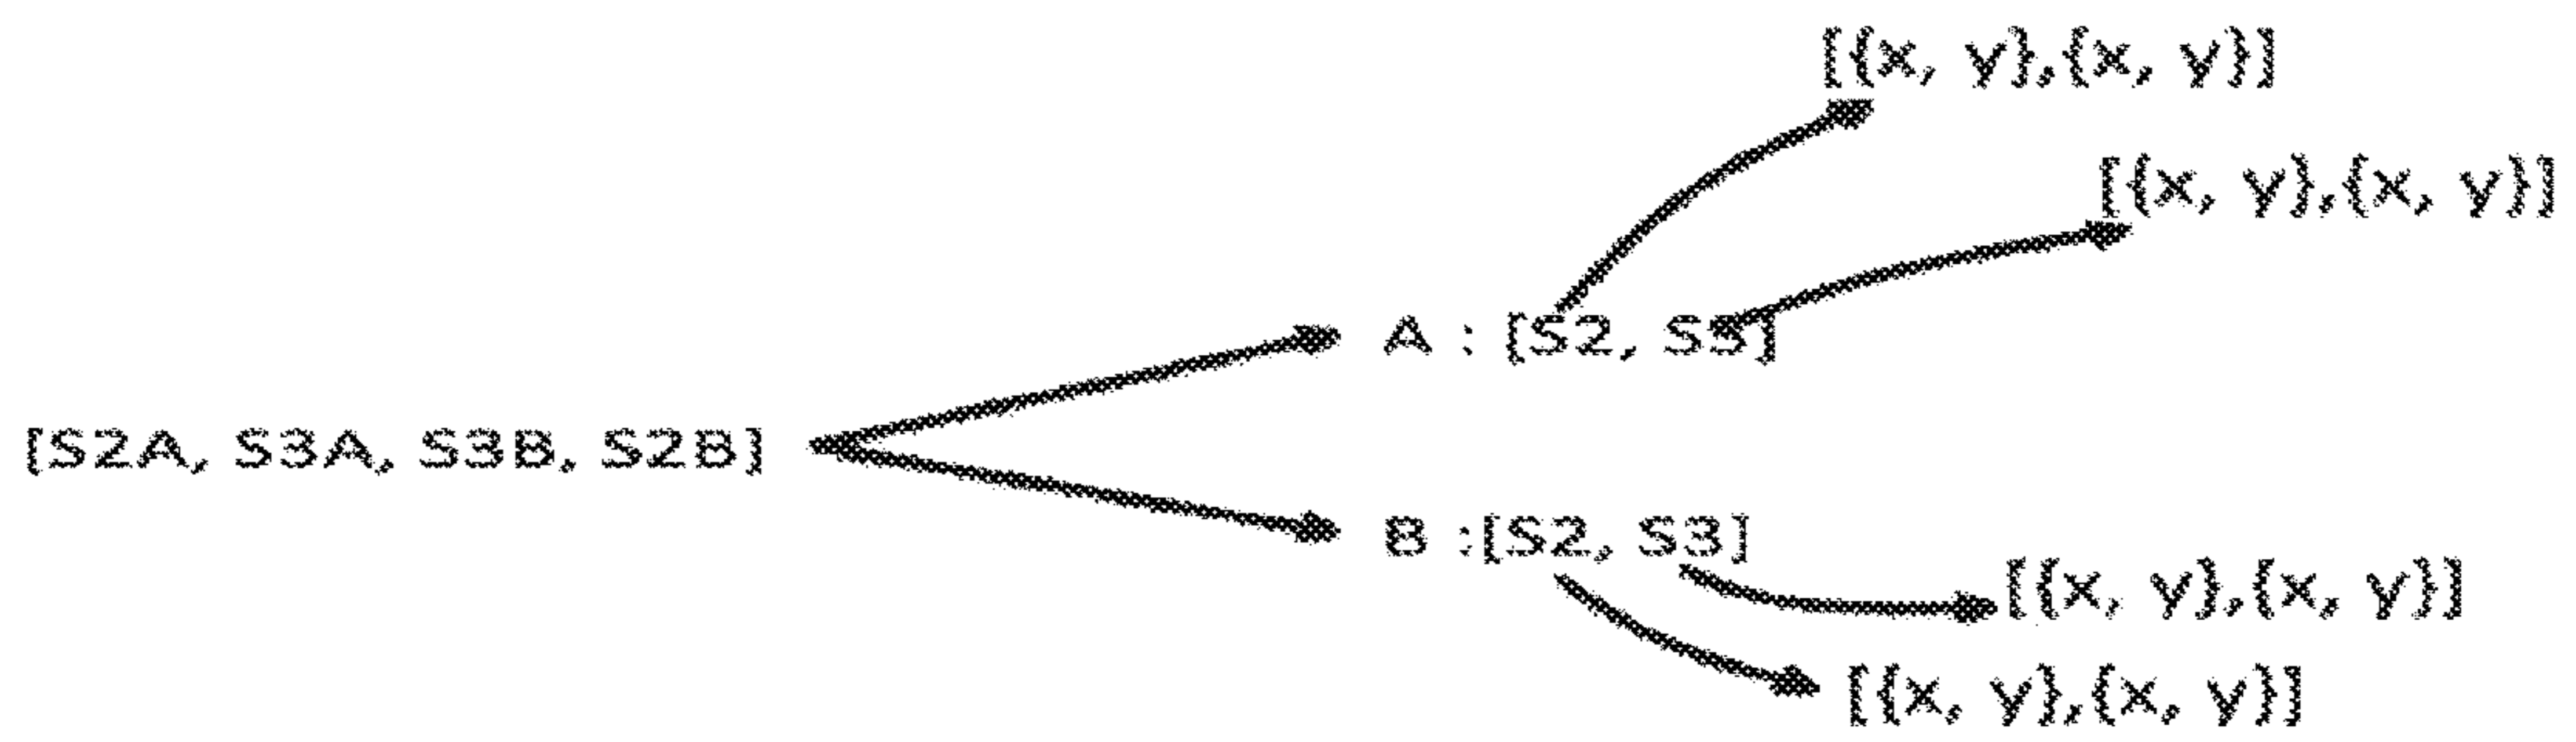 [{x, y},{x, y}]
[{x, y},{x, y}]
A : [S2, S3]
[S2A, S3A, S3B, S2B]
B :[S2, S3]
[{x, y},{x, y}]
[{x, y},{x, y}]